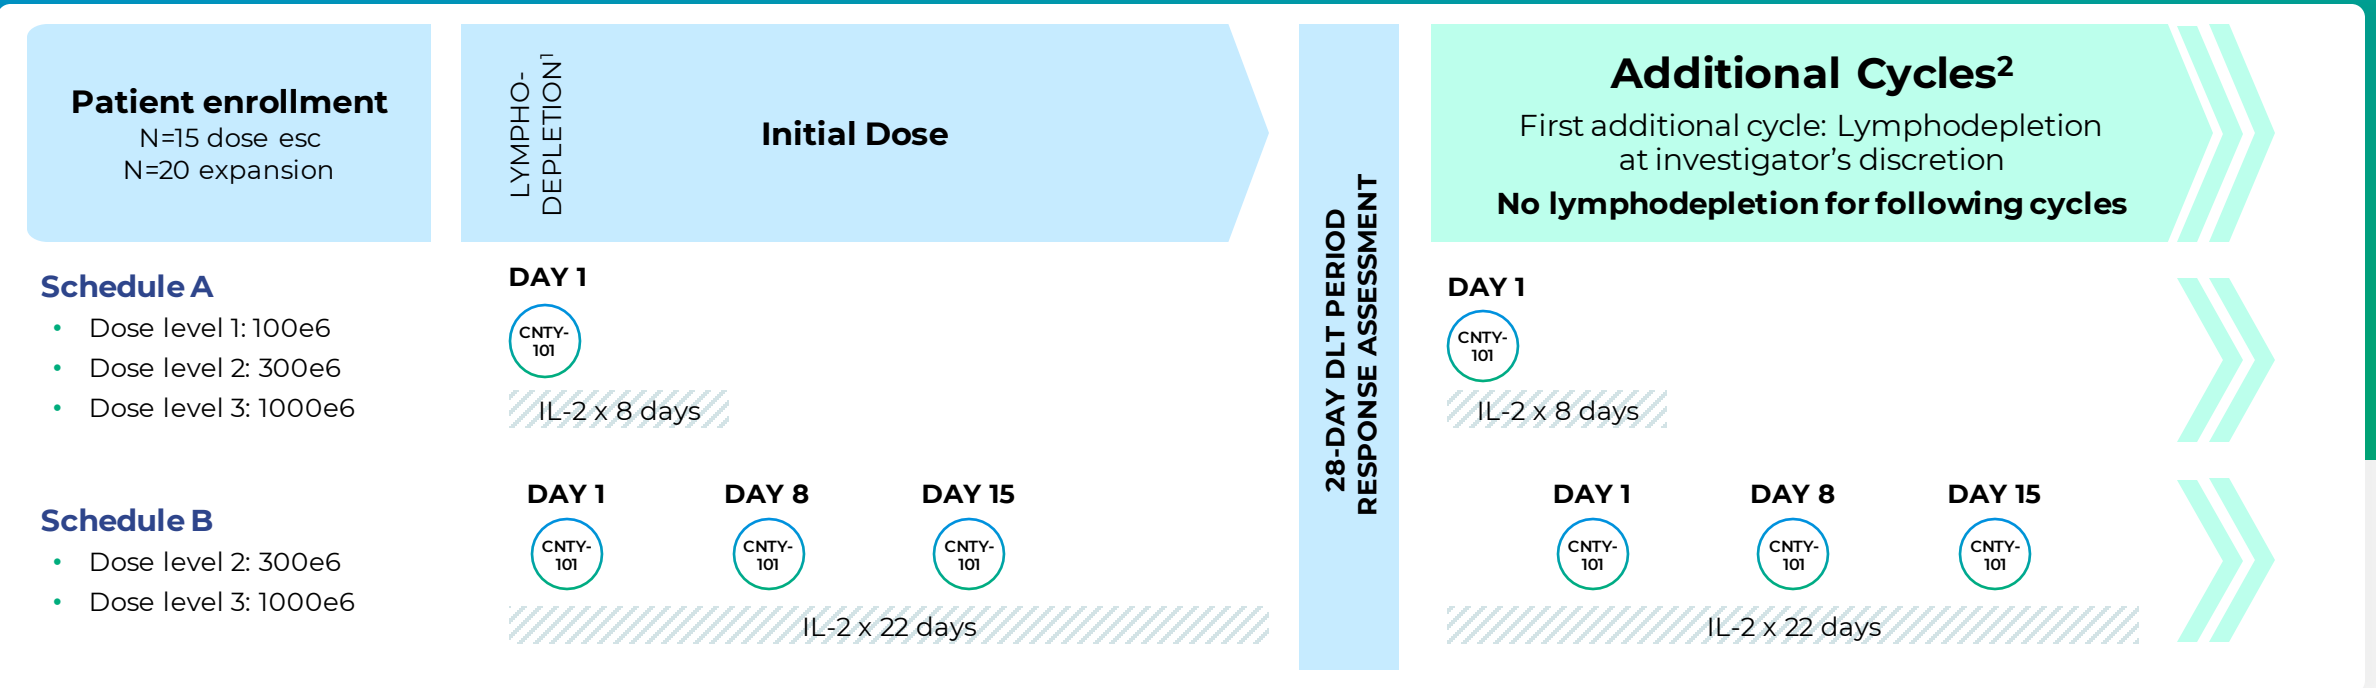 Patient enrollment
N=15 dose esc
N=20 expansion
LYMPHO-
DEPLETION¹
Initial Dose
28-DAY DLT PERIOD
RESPONSE ASSESSMENT
Additional Cycles²
First additional cycle: Lymphodepletion
at investigator’s discretion
No lymphodepletion for following cycles
Schedule A
• Dose level 1: 100e6
• Dose level 2: 300e6
• Dose level 3: 1000e6
DAY 1
CNTY-
101
IL-2 x 8 days
DAY 1
CNTY-
101
IL-2 x 8 days
Schedule B
• Dose level 2: 300e6
• Dose level 3: 1000e6
DAY 1
CNTY-
101
DAY 8
CNTY-
101
DAY 15
CNTY-
101
IL-2 x 22 days
DAY 1
CNTY-
101
DAY 8
CNTY-
101
DAY 15
CNTY-
101
IL-2 x 22 days